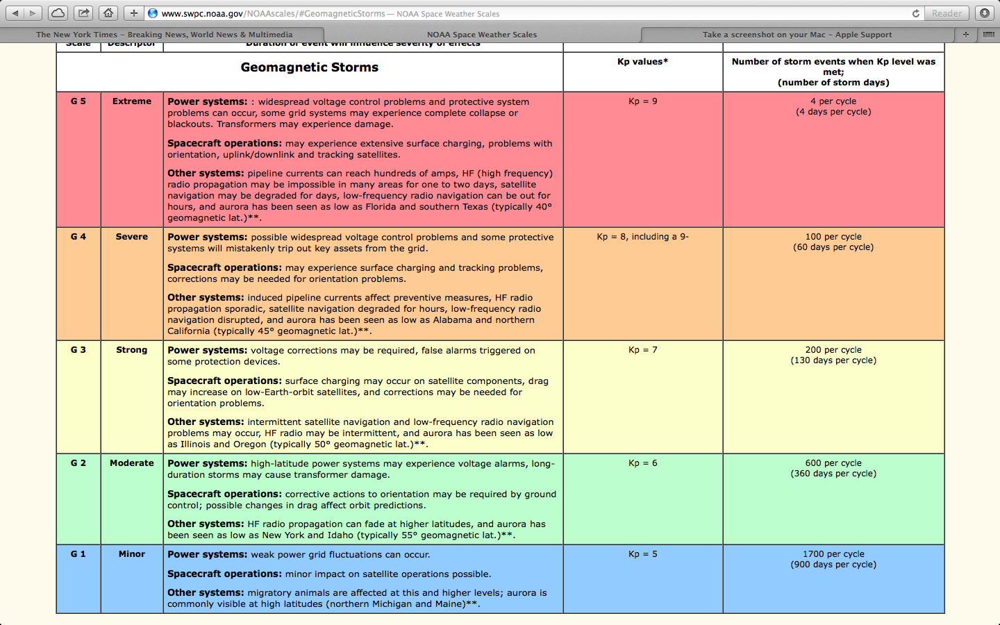 www.swpc.noaa.gov/NOAAscales/#GeomagneticStorms — NOAA Space Weather Scales
Reader
The New York Times – Breaking News, World News & Multimedia
NOAA Space Weather Scales
Take a screenshot on your Mac – Apple Support
Scale
Descriptor
Duration of event will influence severity of effects
Geomagnetic Storms
Kp values*
Number of storm events when Kp level was
met;
(number of storm days)
G 5
Extreme
Power systems: : widespread voltage control problems and protective system
problems can occur, some grid systems may experience complete collapse or
blackouts. Transformers may experience damage.
Spacecraft operations: may experience extensive surface charging, problems with
orientation, uplink/downlink and tracking satellites.
Other systems: pipeline currents can reach hundreds of amps, HF (high frequency)
radio propagation may be impossible in many areas for one to two days, satellite
navigation may be degraded for days, low-frequency radio navigation can be out for
hours, and aurora has been seen as low as Florida and southern Texas (typically 40°
geomagnetic lat.)**.
Kp = 9
4 per cycle
(4 days per cycle)
G 4
Severe
Power systems: possible widespread voltage control problems and some protective
systems will mistakenly trip out key assets from the grid.
Spacecraft operations: may experience surface charging and tracking problems,
corrections may be needed for orientation problems.
Other systems: induced pipeline currents affect preventive measures, HF radio
propagation sporadic, satellite navigation degraded for hours, low-frequency radio
navigation disrupted, and aurora has been seen as low as Alabama and northern
California (typically 45° geomagnetic lat.)**.
Kp = 8, including a 9-
100 per cycle
(60 days per cycle)
G 3
Strong
Power systems: voltage corrections may be required, false alarms triggered on
some protection devices.
Spacecraft operations: surface charging may occur on satellite components, drag
may increase on low-Earth-orbit satellites, and corrections may be needed for
orientation problems.
Other systems: intermittent satellite navigation and low-frequency radio navigation
problems may occur, HF radio may be intermittent, and aurora has been seen as low
as Illinois and Oregon (typically 50° geomagnetic lat.)**.
Kp = 7
200 per cycle
(130 days per cycle)
G 2
Moderate
Power systems: high-latitude power systems may experience voltage alarms, long-
duration storms may cause transformer damage.
Spacecraft operations: corrective actions to orientation may be required by ground
control; possible changes in drag affect orbit predictions.
Other systems: HF radio propagation can fade at higher latitudes, and aurora has
been seen as low as New York and Idaho (typically 55° geomagnetic lat.)**.
Kp = 6
600 per cycle
(360 days per cycle)
G 1
Minor
Power systems: weak power grid fluctuations can occur.
Spacecraft operations: minor impact on satellite operations possible.
Other systems: migratory animals are affected at this and higher levels; aurora is
commonly visible at high latitudes (northern Michigan and Maine)**.
Kp = 5
1700 per cycle
(900 days per cycle)